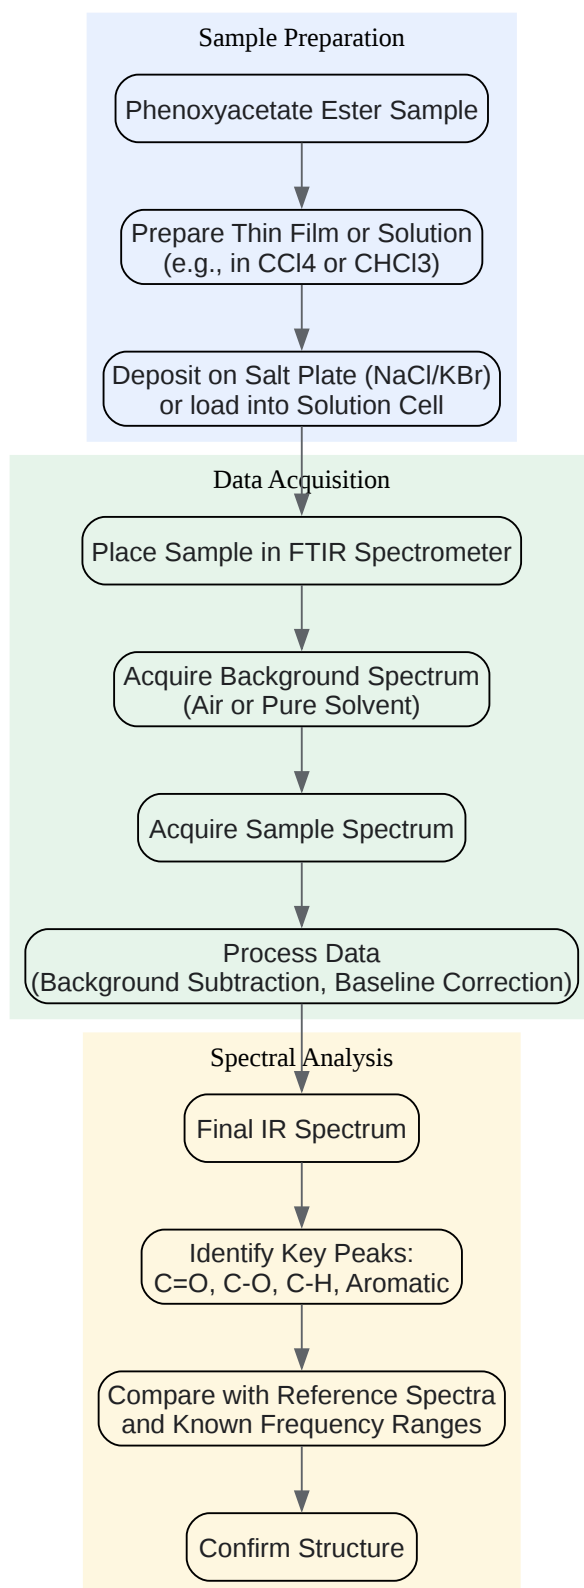 Sample Preparation
Phenoxyacetate Ester Sample
Prepare Thin Film or Solution
(e.g., in CCl4 or CHCl3)
Deposit on Salt Plate (NaCl/KBr)
or load into Solution Cell
Data Acquisition
Place Sample in FTIR Spectrometer
Acquire Background Spectrum
(Air or Pure Solvent)
Acquire Sample Spectrum
Process Data
(Background Subtraction, Baseline Correction)
Spectral Analysis
Final IR Spectrum
Identify Key Peaks:
C=O, C-O, C-H, Aromatic
Compare with Reference Spectra
and Known Frequency Ranges
Confirm Structure